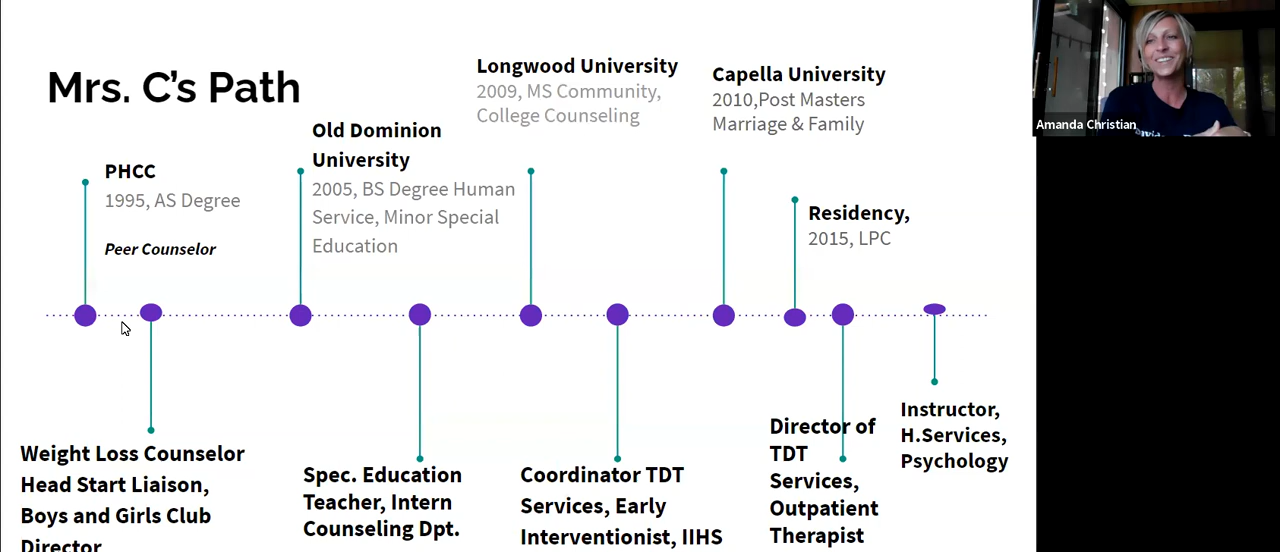 Mrs. C's Path
PHCC
1995, AS Degree
Peer Counselor
Old Dominion
University
2005, BS Degree Human
Service, Minor Special
Education
Longwood University
2009, MS Community,
College Counseling
Capella University
2010,Post Masters
Marriage & Family
Residency,
2015, LPC
Weight Loss Counselor
Head Start Liaison,
Boys and Girls Club
Director
Spec. Education
Teacher, Intern
Counseling Dpt.
Coordinator TDT
Services, Early
Interventionist, IIHS
Director of
TDT
Services,
Outpatient
Therapist
Instructor,
H.Services,
Psychology
Amanda Christian